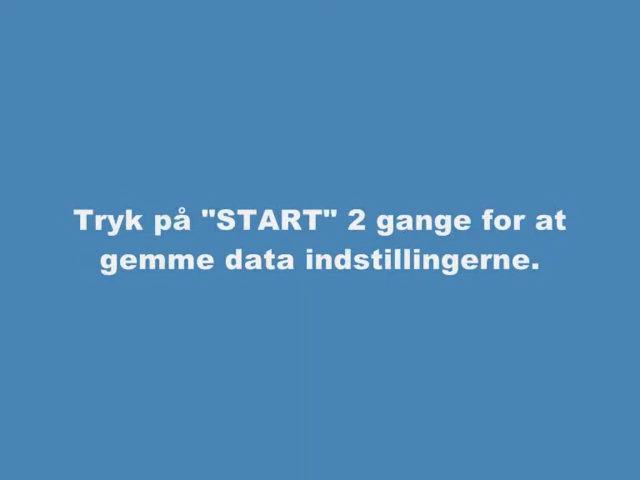 Tryk på "START" 2 gange for at
gemme data indstillingerne.